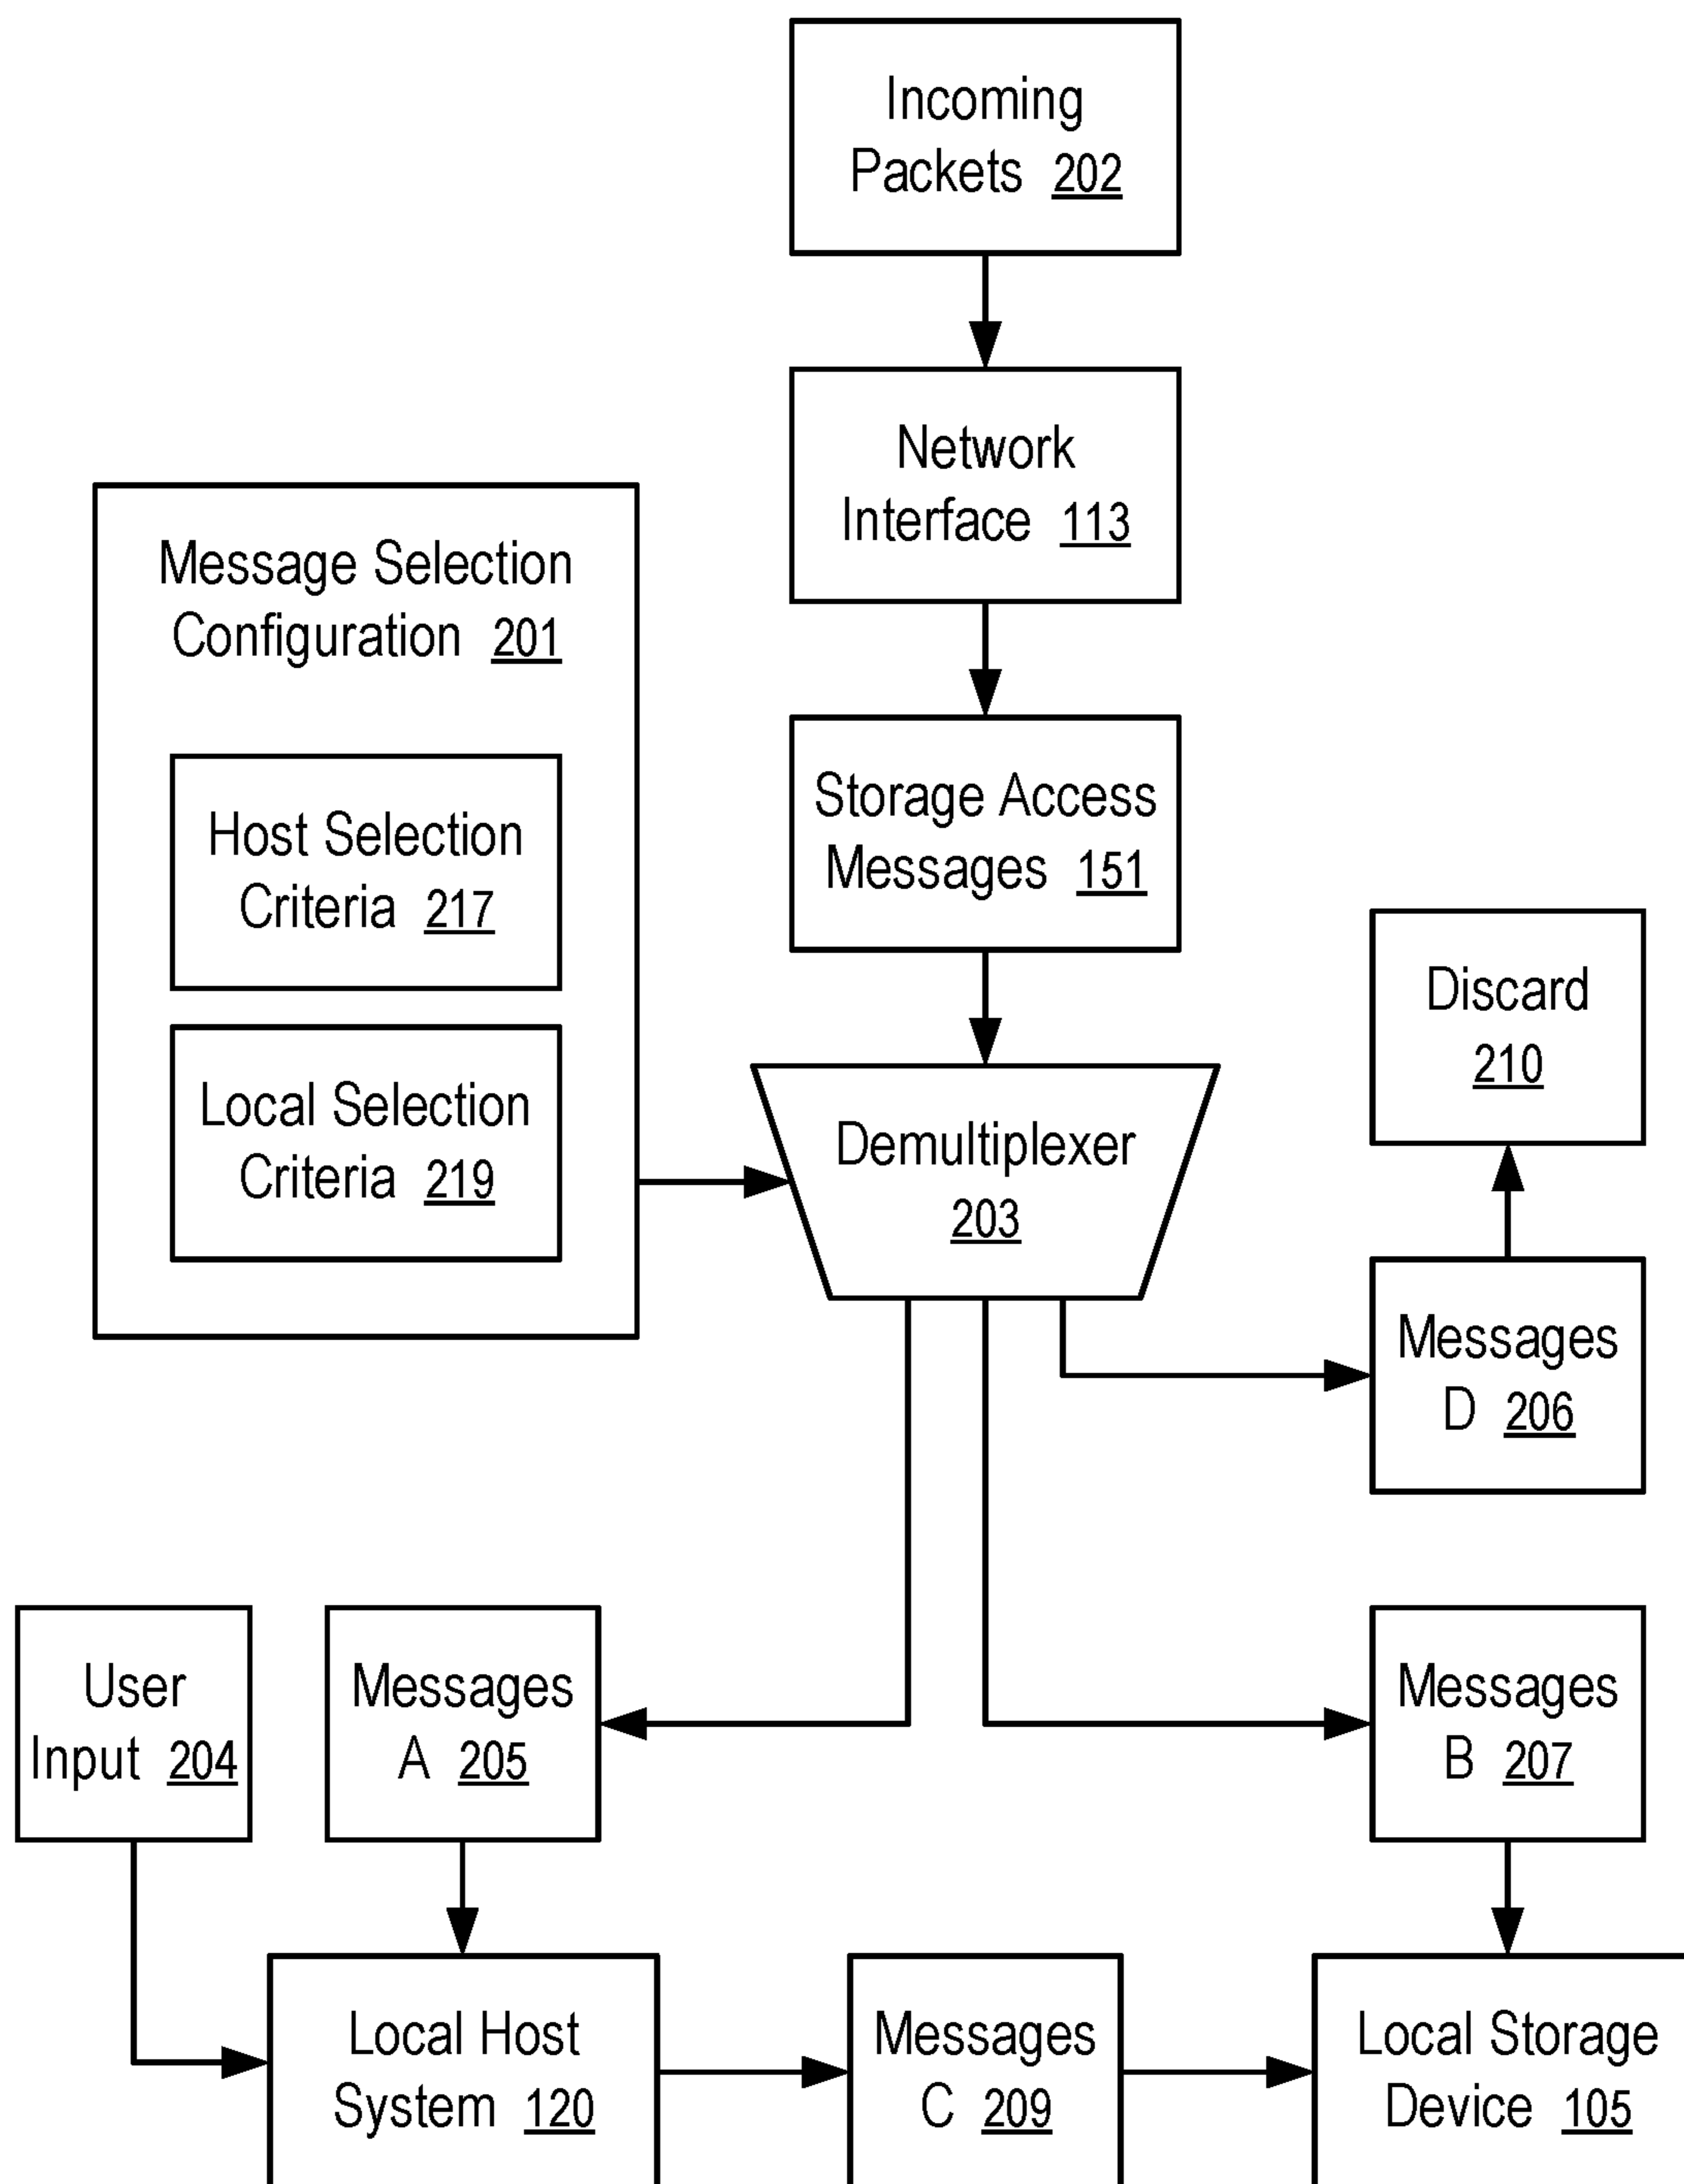 Incoming
Packets 202
Network
Interface 113
Message Selection
Configuration 201
Host Selection
Criteria 217
Local Selection
Criteria 219
Storage Access
Messages 151
Demultiplexer
203
Discard
210
Messages
D 206
User
Input 204
Messages
A 205
Messages
B 207
Local Host
System 120
Messages
C 209
Local Storage
Device 105